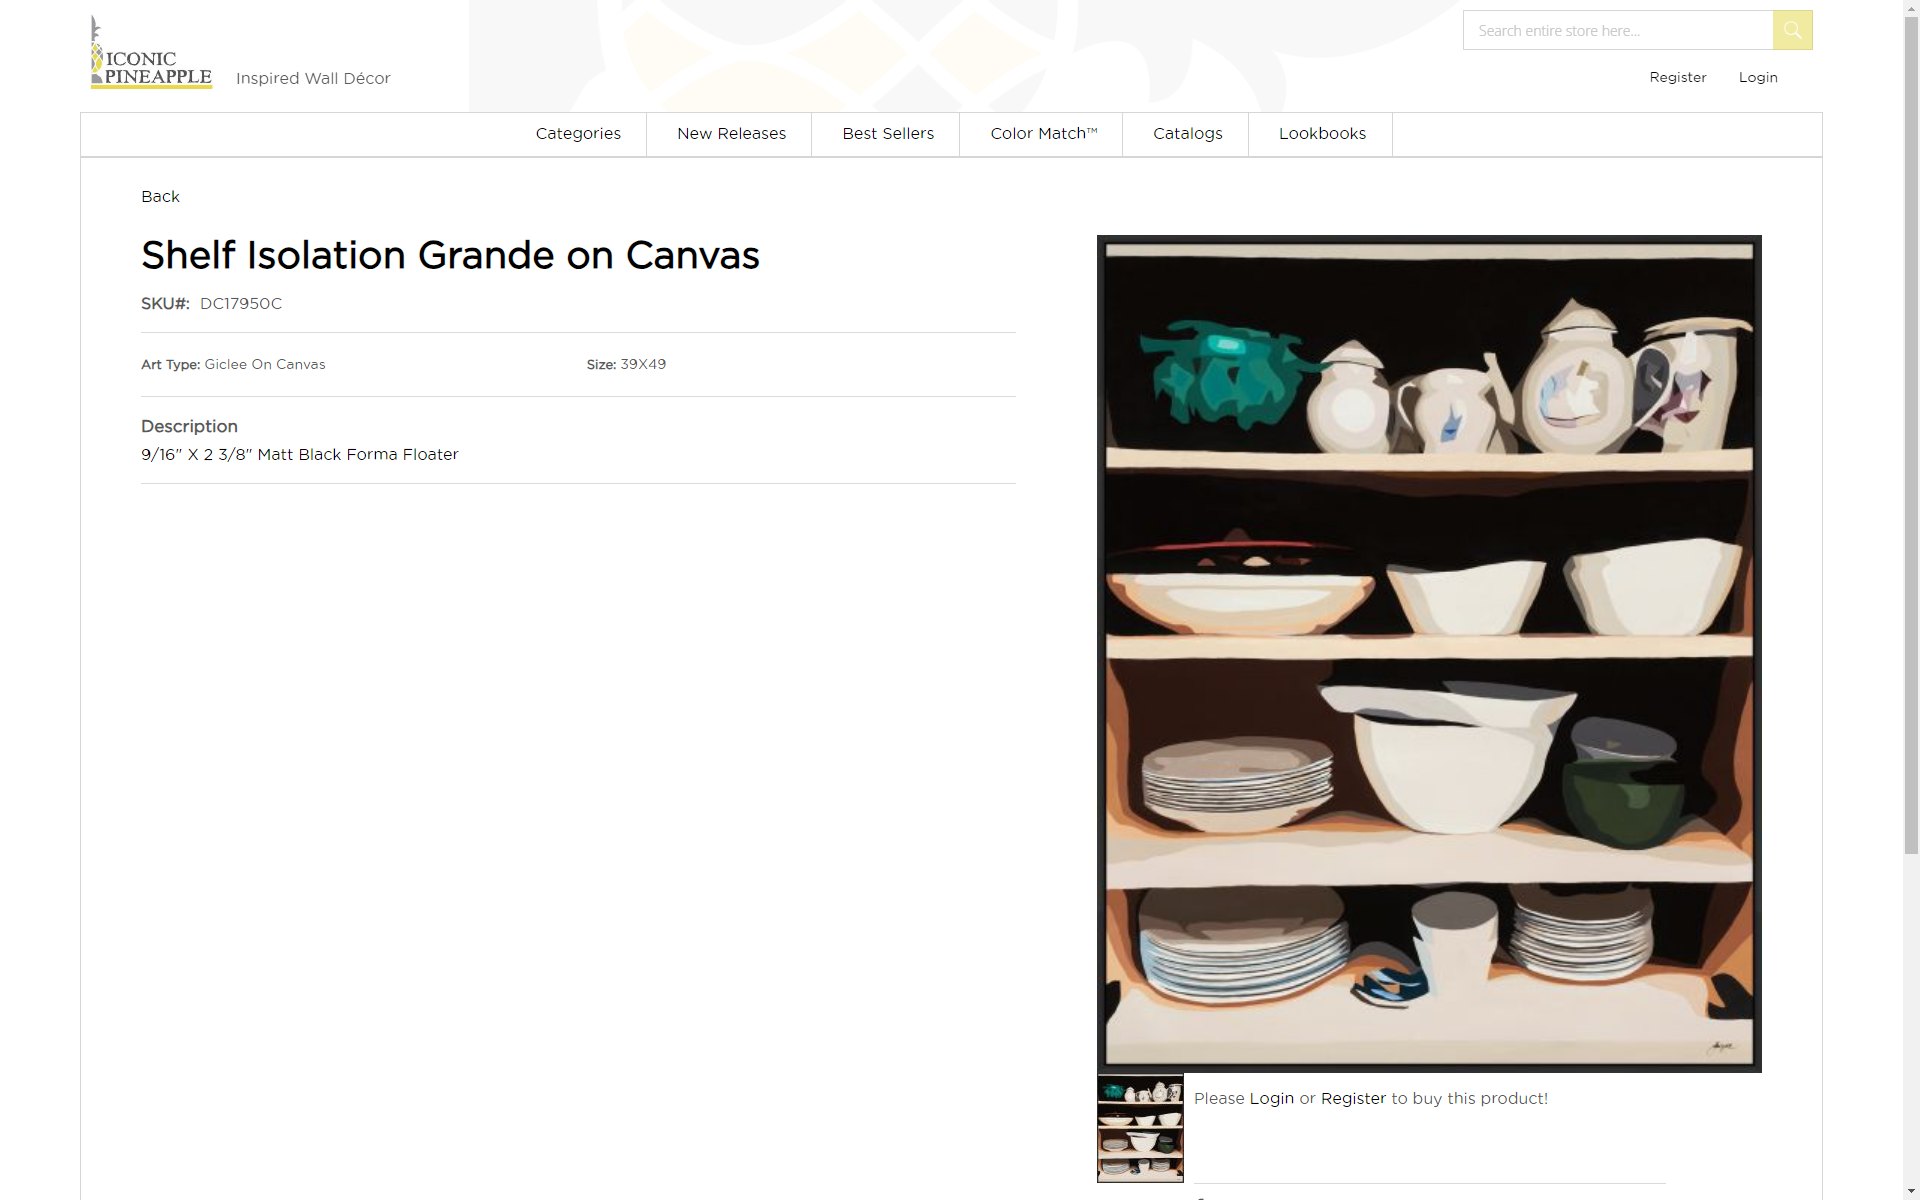 ICONIC
PINEAPPLE
Inspired Wall Décor
Search entire store here...
Register
Login
Categories
New Releases
Best Sellers
Color Match™
Catalogs
Lookbooks
Back
Shelf Isolation Grande on Canvas
SKU#: DC17950C
Art Type: Giclee On Canvas
Size: 39X49
Description
9/16" X 2 3/8" Matt Black Forma Floater
Please Login or Register to buy this product!